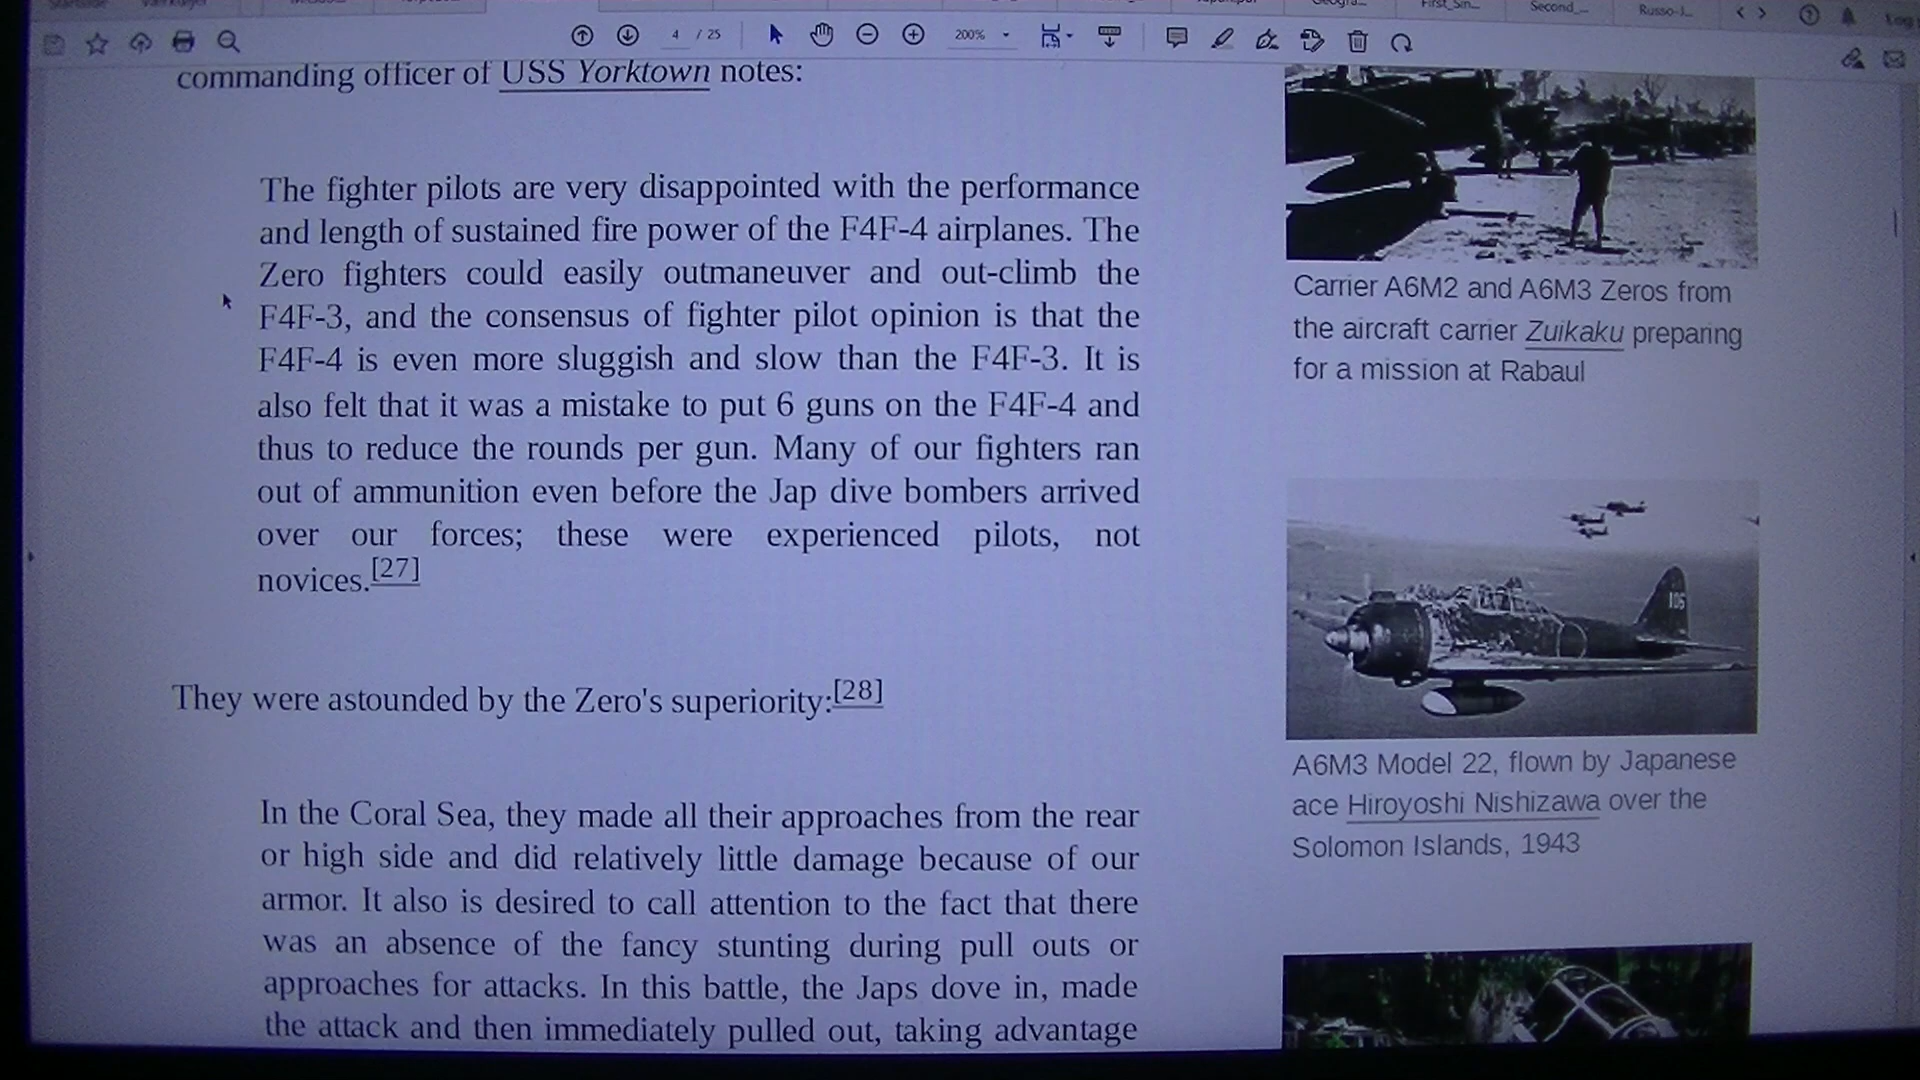 First_Sin...
Second_...
Russo-J...
4 / 25
200%
commanding officer of USS Yorktown notes:
The fighter pilots are very disappointed with the performance
and length of sustained fire power of the F4F-4 airplanes. The
Zero fighters could easily outmaneuver and out-climb the
F4F-3, and the consensus of fighter pilot opinion is that the
F4F-4 is even more sluggish and slow than the F4F-3. It is
also felt that it was a mistake to put 6 guns on the F4F-4 and
thus to reduce the rounds per gun. Many of our fighters ran
out of ammunition even before the Jap dive bombers arrived
over our forces; these were experienced pilots, not
novices.[27]
They were astounded by the Zero's superiority:[28]
In the Coral Sea, they made all their approaches from the rear
or high side and did relatively little damage because of our
armor. It also is desired to call attention to the fact that there
was an absence of the fancy stunting during pull outs or
approaches for attacks. In this battle, the Japs dove in, made
the attack and then immediately pulled out, taking advantage
Carrier A6M2 and A6M3 Zeros from
the aircraft carrier Zuikaku preparing
for a mission at Rabaul
106
A6M3 Model 22, flown by Japanese
ace Hiroyoshi Nishizawa over the
Solomon Islands, 1943